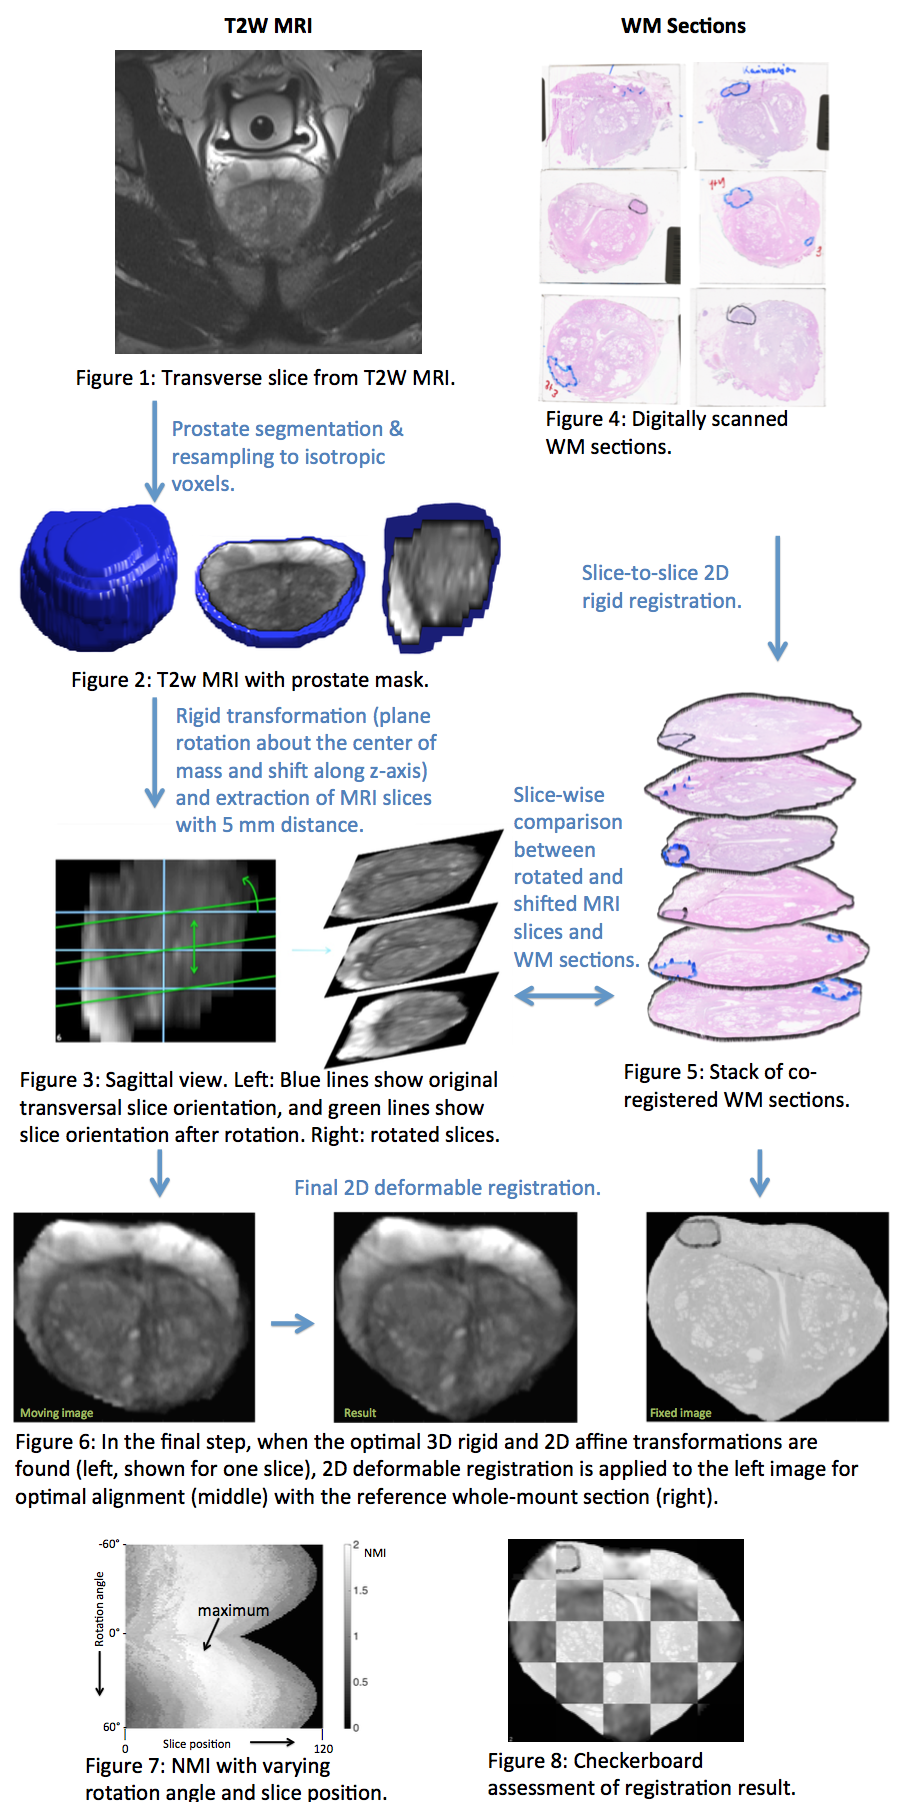 T2W MRI
WM Sections
Figure 1: Transverse slice from T2W MRI.
3
3+3
Figure 4: Digitally scanned
WM sections.
Prostate segmentation &
resampling to isotropic
voxels.
Slice-to-slice 2D
rigid registration.
Figure 2: T2w MRI with prostate mask.
Rigid transformation (plane
rotation about the center of
mass and shift along z-axis)
and extraction of MRI slices
with 5 mm distance.
Slice-wise
comparison
between
rotated and
shifted MRI
slices and
WM sections.
6
Figure 3: Sagittal view. Left: Blue lines show original
transversal slice orientation, and green lines show
slice orientation after rotation. Right: rotated slices.
Figure 5: Stack of co-
registered WM sections.
Final 2D deformable registration.
Moving image
Result
Fixed image
Figure 6: In the final step, when the optimal 3D rigid and 2D affine transformations are
found (left, shown for one slice), 2D deformable registration is applied to the left image for
optimal alignment (middle) with the reference whole-mount section (right).
-60°
Rotation angle
0°
60°
maximum
0
Slice position
120
2
NMI
1.5
1
0.5
0
Figure 7: NMI with varying
rotation angle and slice position.
2
Figure 8: Checkerboard
assessment of registration result.